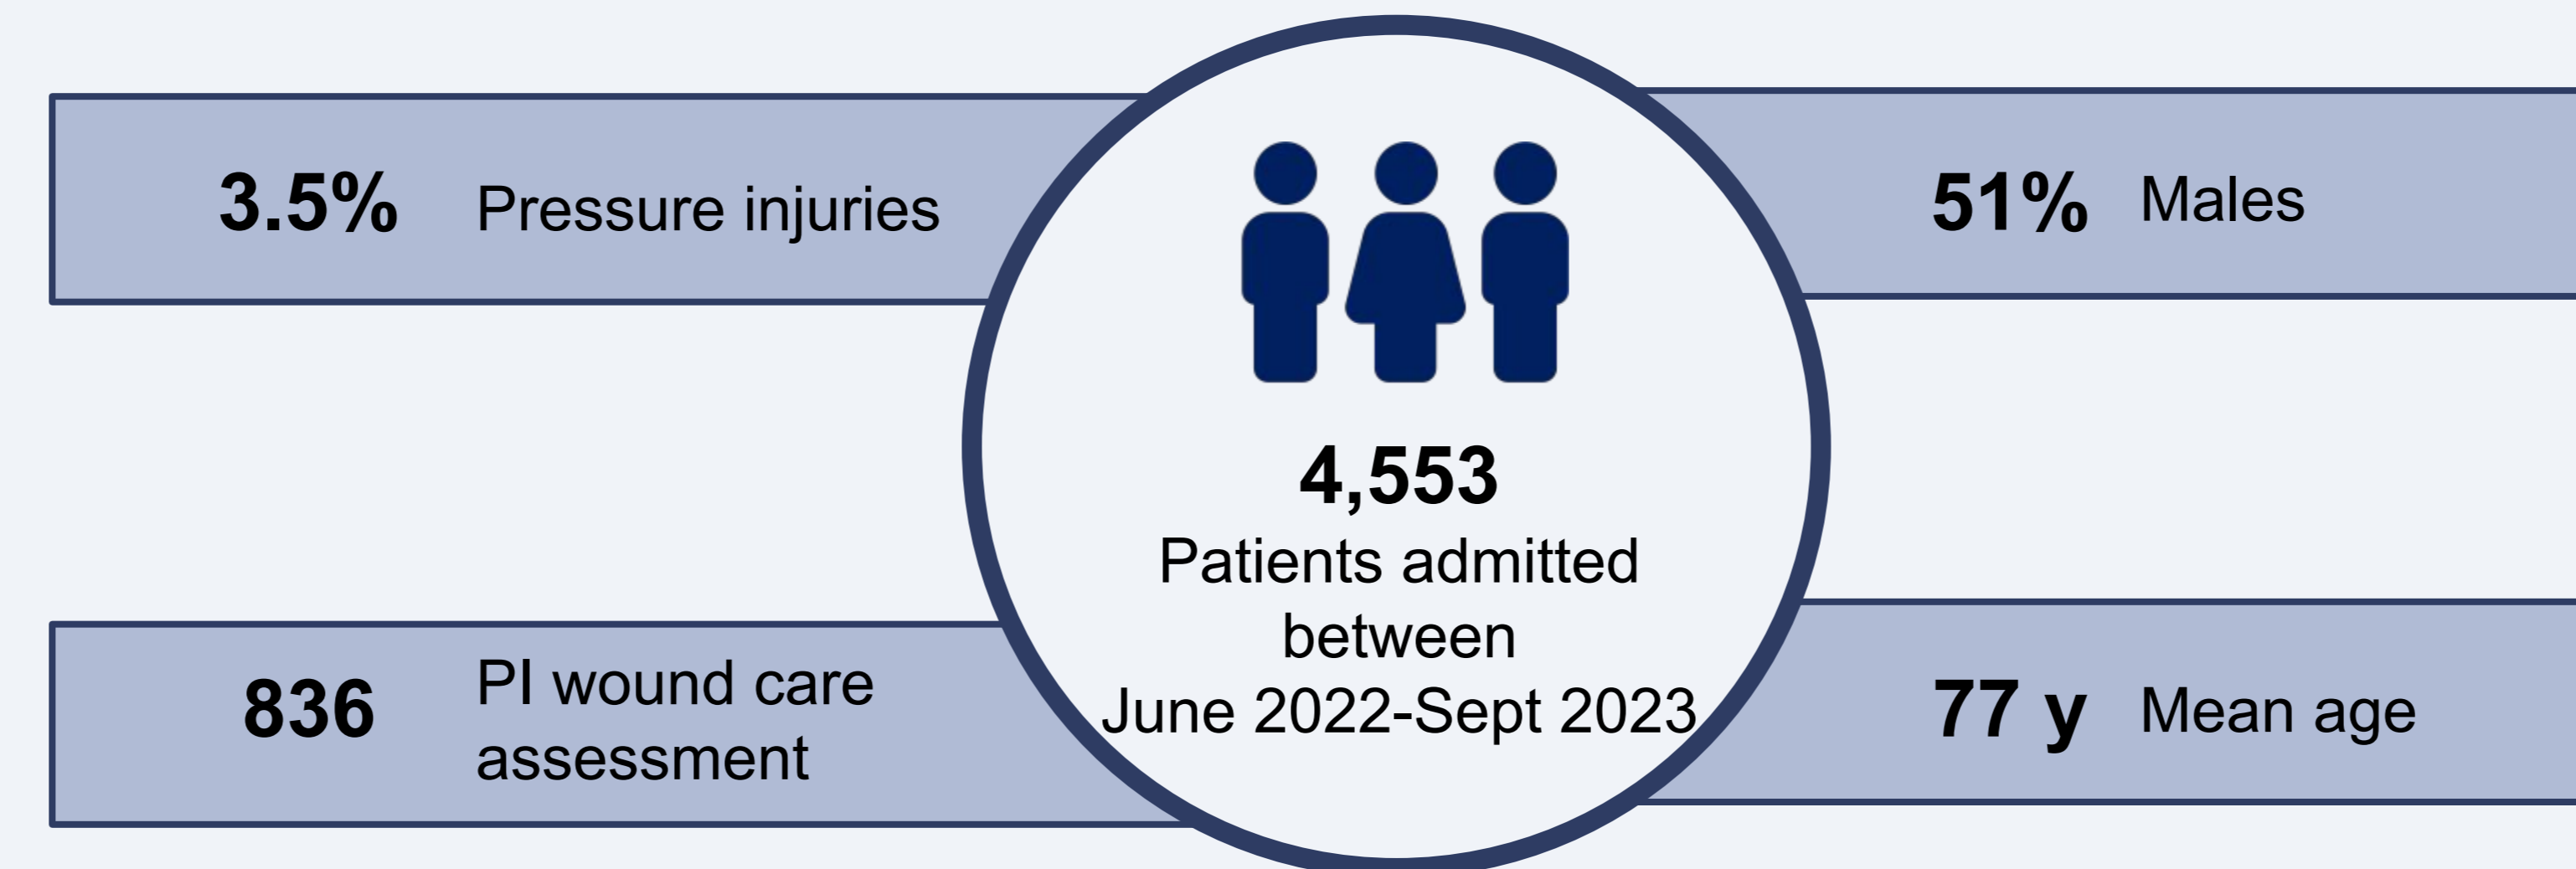 3.5% Pressure injuries
51% Males
4,553
Patients admitted
between
June 2022-Sept 2023
836 PI wound care
assessment
77 y Mean age